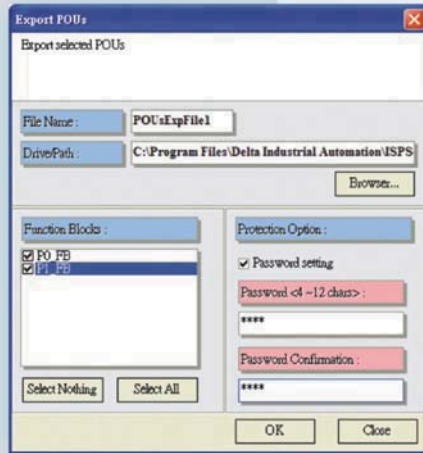 Export POUs
Export selected POUs
File Name :
POUsExpFile1
Drive/Path :
C:\Program Files\Delta Industrial Automation\ISPS
Browser...
Function Blocks :
P0_FB
P1_FB
Select Nothing
Select All
Protection Option :
Password setting
Password <4 ~12 chars> :
****
Password Confirmation :
****
OK
Close